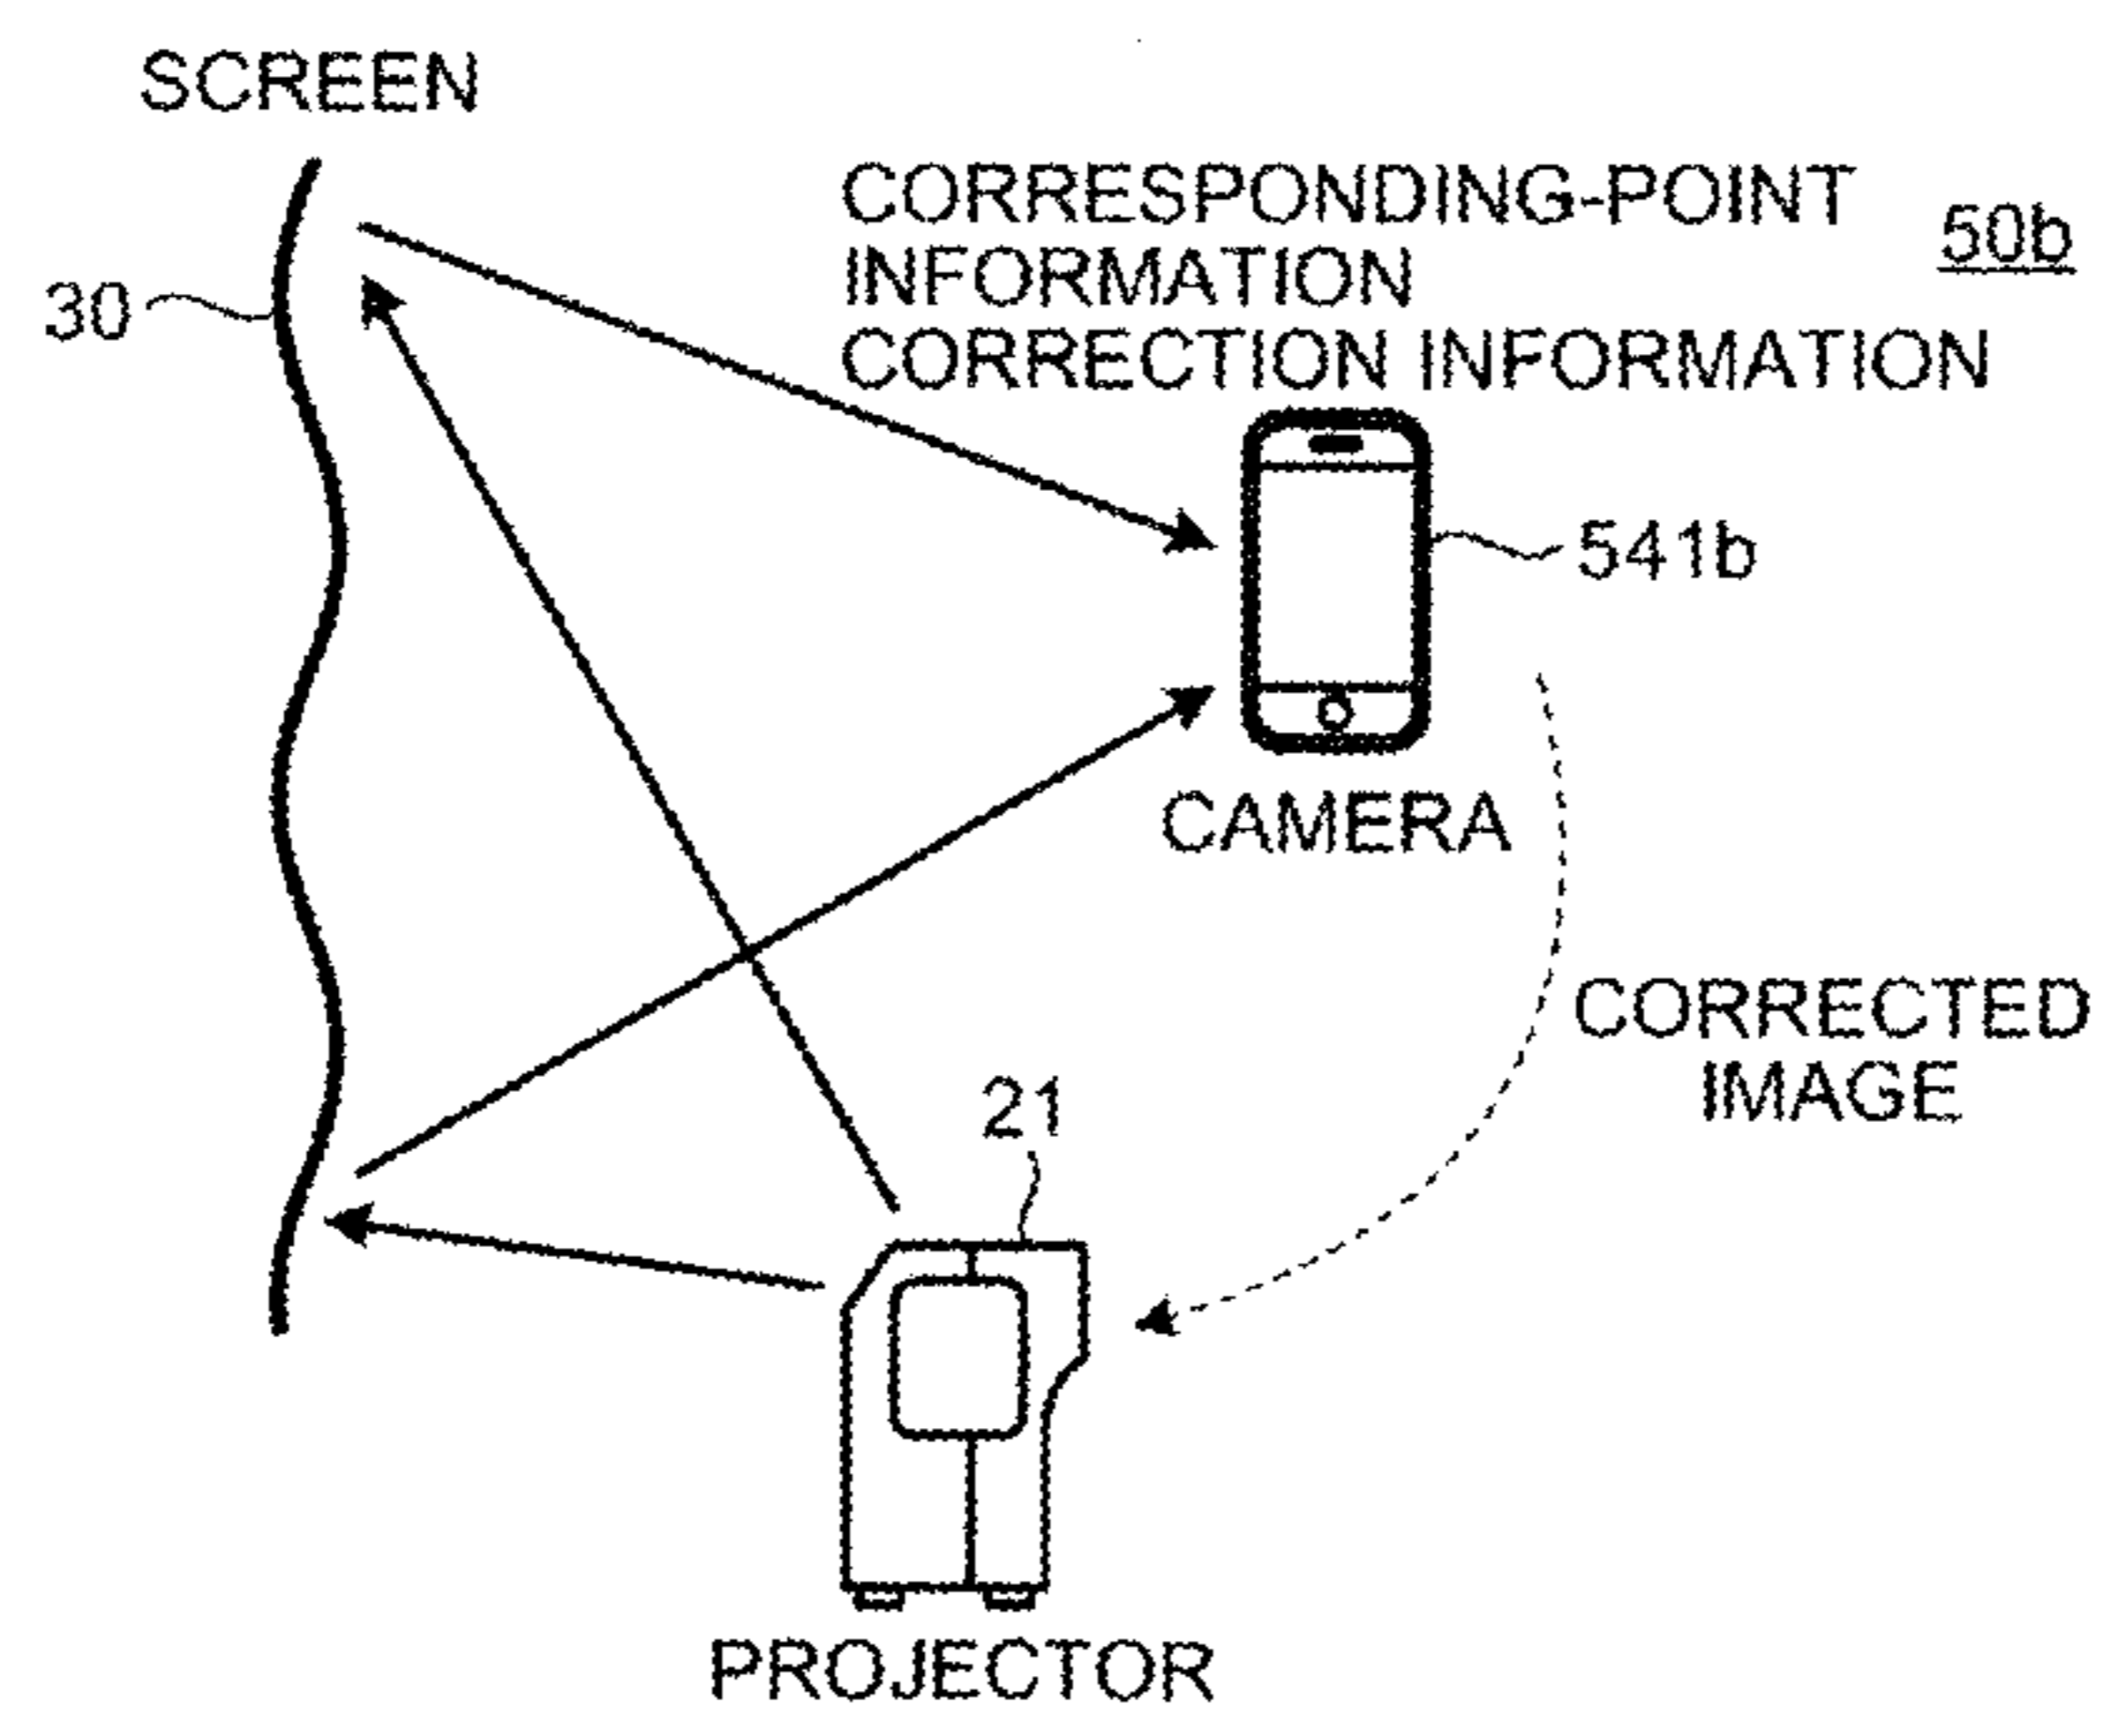 SCREEN
CORRESPONDING-POINT
INFORMATION
CORRECTION INFORMATION
50b
30
541b
CAMERA
CORRECTED
IMAGE
21
PROJECTOR